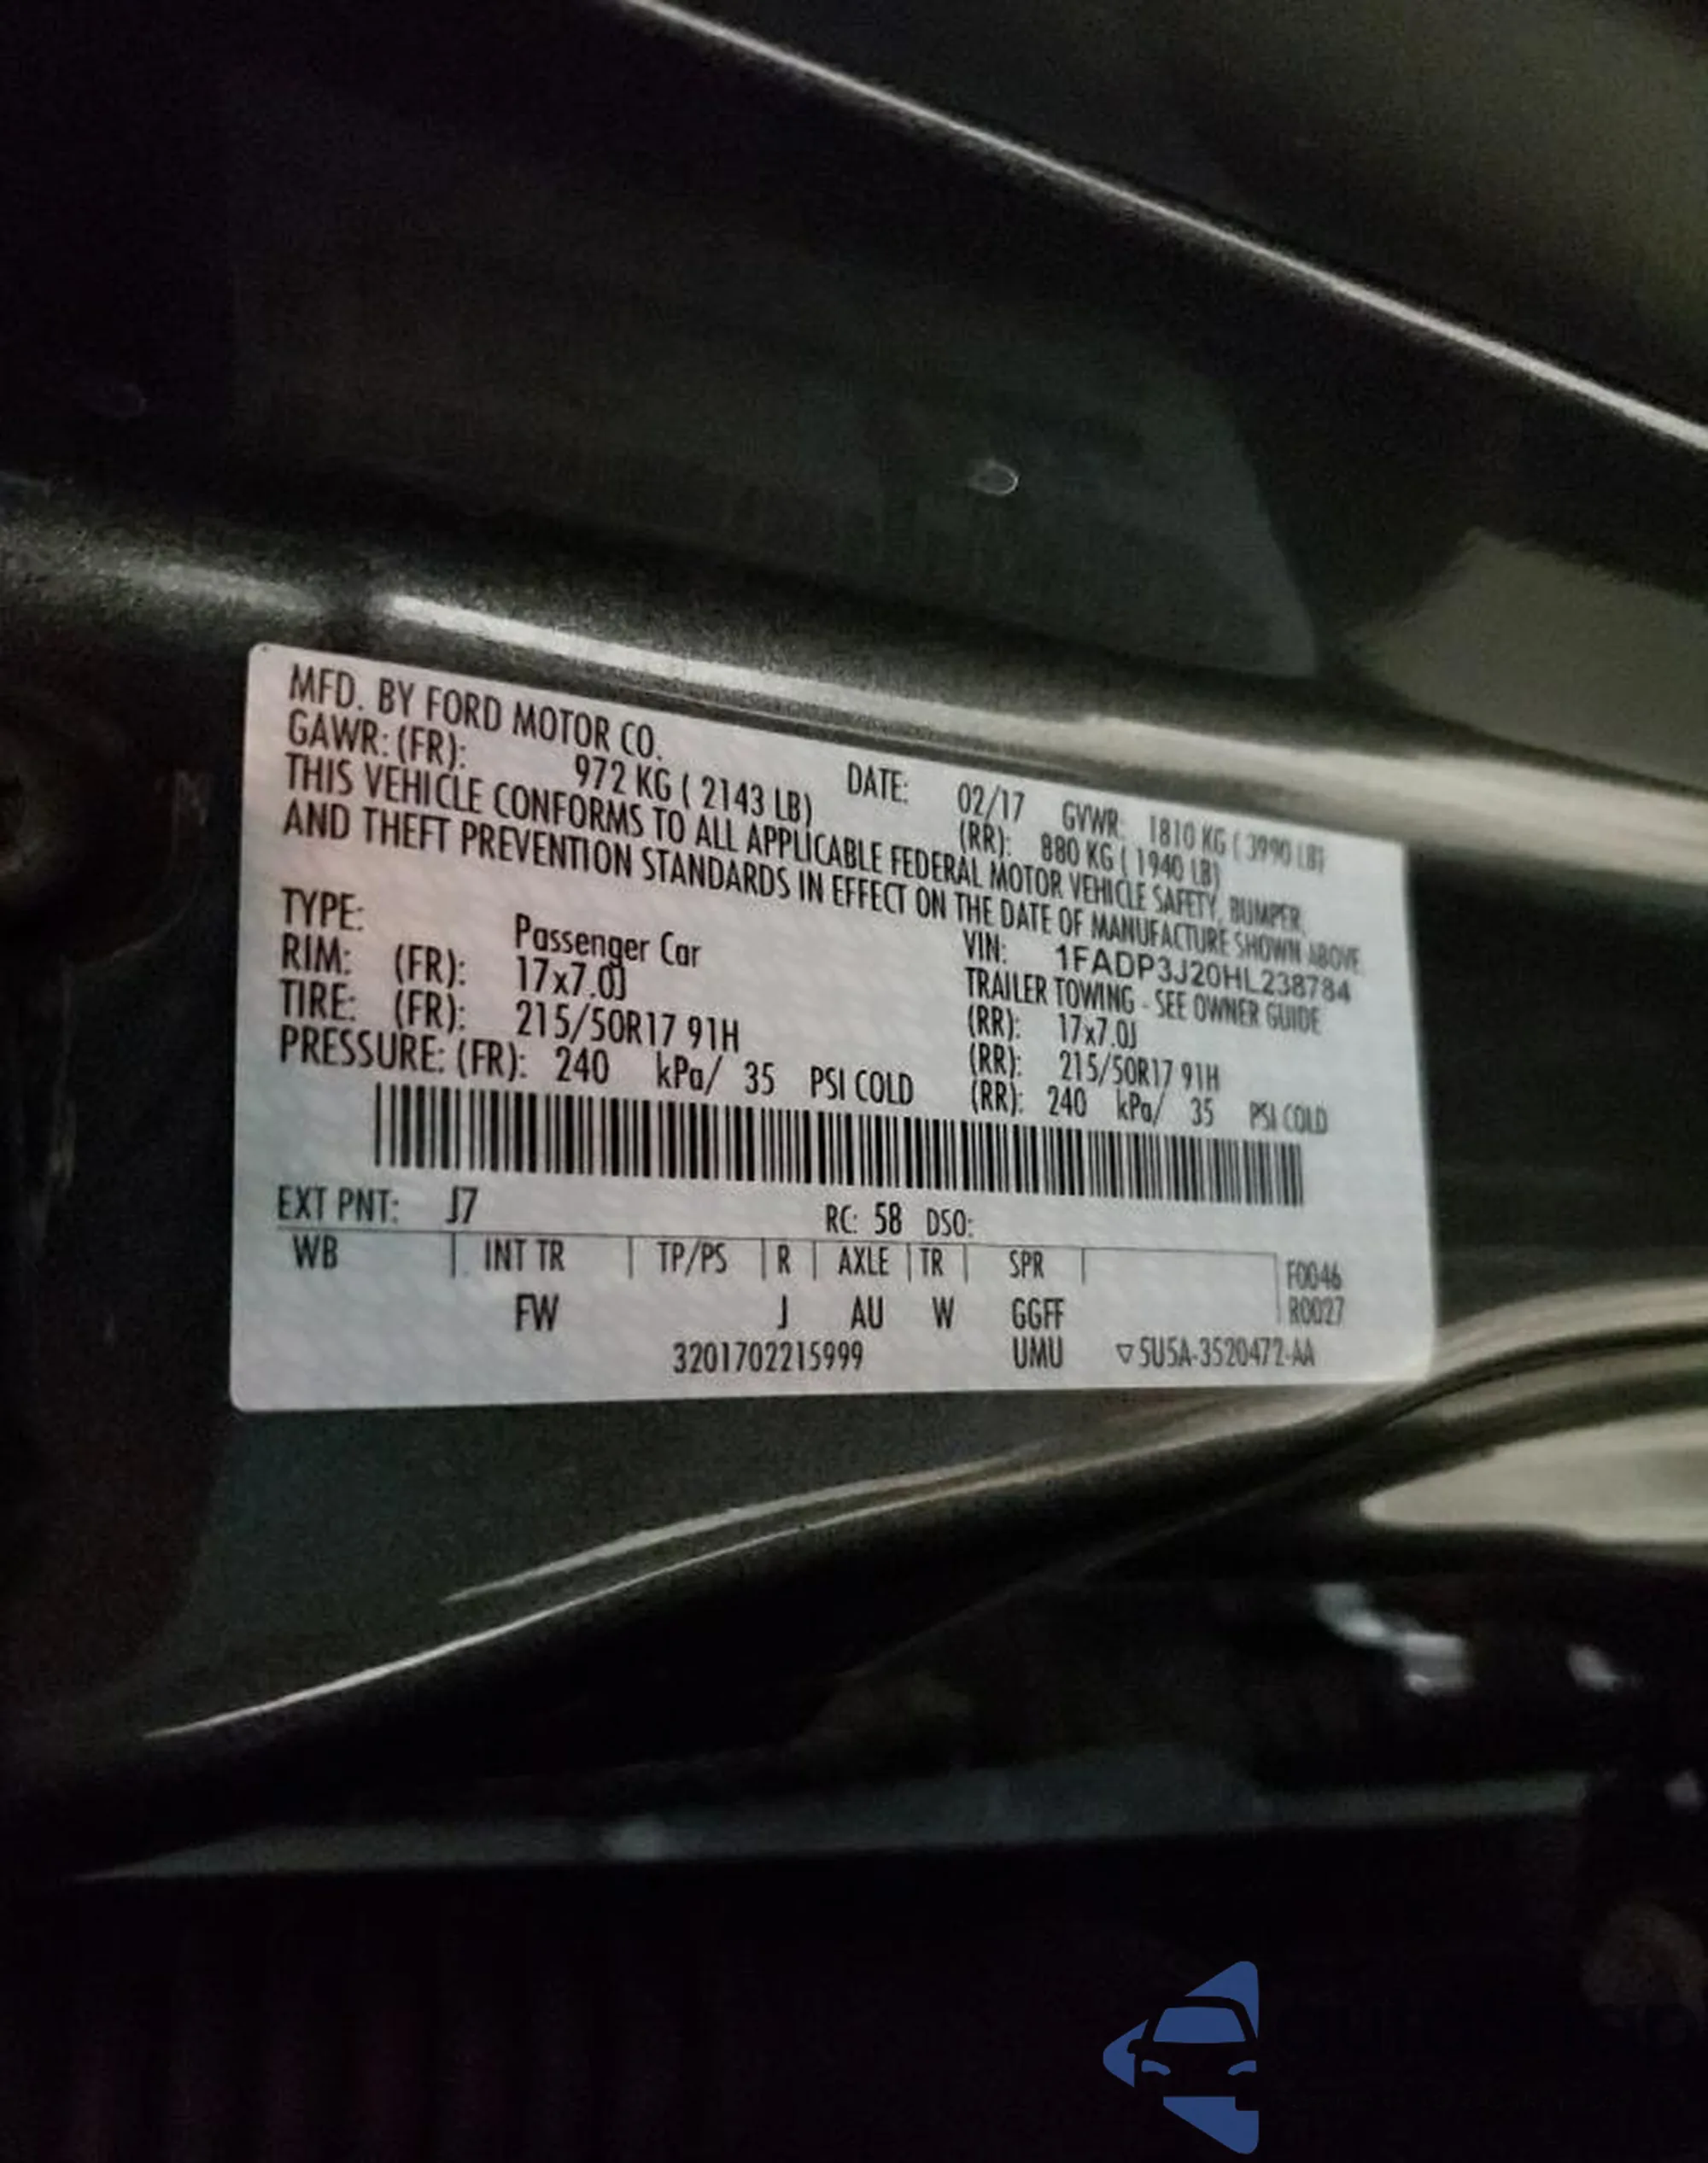 MFD. BY FORD MOTOR CO.
DATE: 02/17 GVWR: 1810 KG ( 3990 LB)
GAWR: (FR): 972 KG ( 2143 LB) (RR): 880 KG ( 1940 LB)
THIS VEHICLE CONFORMS TO ALL APPLICABLE FEDERAL MOTOR VEHICLE SAFETY, BUMPER,
AND THEFT PREVENTION STANDARDS IN EFFECT ON THE DATE OF MANUFACTURE SHOWN ABOVE.
VIN: 1FADP3J20HL238784
TYPE: Passenger Car TRAILER TOWING - SEE OWNER GUIDE
RIM: (FR): 17x7.0J (RR): 17x7.0J
TIRE: (FR): 215/50R17 91H (RR): 215/50R17 91H
PRESSURE: (FR): 240 kPa/ 35 PSI COLD (RR): 240 kPa/ 35 PSI COLD
EXT PNT: J7 RC: 58 DSO:
WB | INT TR | TP/PS | R | AXLE | TR | SPR | F0046
FW J AU W GGFF R0027
3201702215999 UMU ▽5U5A-3520472-AA